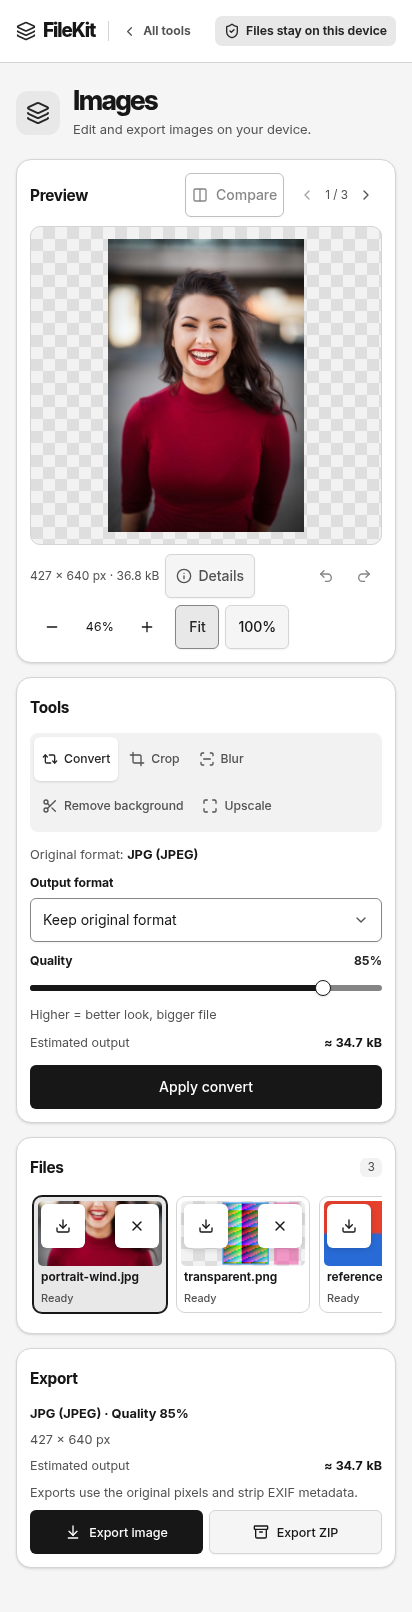 FileKit
All tools
Files stay on this device
Images
Edit and export images on your device.
Preview
Compare
1 / 3
427 × 640 px · 36.8 kB
Details
46%
Fit
100%
Tools
Convert
Crop
Blur
Remove background
Upscale
Original format: JPG (JPEG)
Output format
Keep original format
Quality
85%
Higher = better look, bigger file
Estimated output
≈ 34.7 kB
Apply convert
Files
3
portrait-wind.jpg
Ready
transparent.png
Ready
reference
Ready
Export
JPG (JPEG) · Quality 85%
427 × 640 px
Estimated output
≈ 34.7 kB
Exports use the original pixels and strip EXIF metadata.
Export Image
Export ZIP